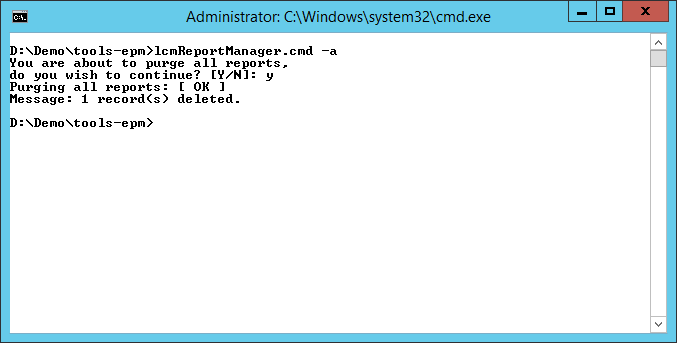 Administrator: C:\Windows\system32\cmd.exe
D:\Demo\tools-epm>lcmReportManager.cmd -a
You are about to purge all reports,
do you wish to continue? [Y/N]: y
Purging all reports: [ OK ]
Message: 1 record(s) deleted.
D:\Demo\tools-epm>